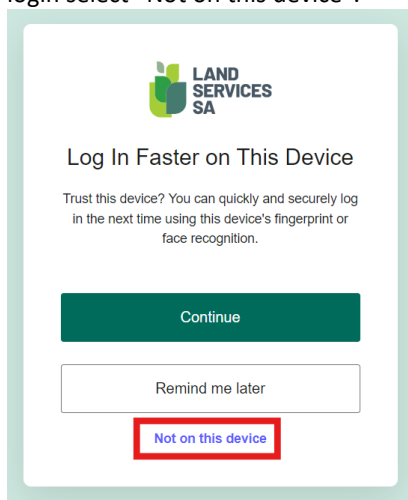 login select "Not on this device".
LAND
SERVICES
SA
Log In Faster on This Device
Trust this device? You can quickly and securely log
in the next time using this device's fingerprint or
face recognition.
Continue
Remind me later
Not on this device